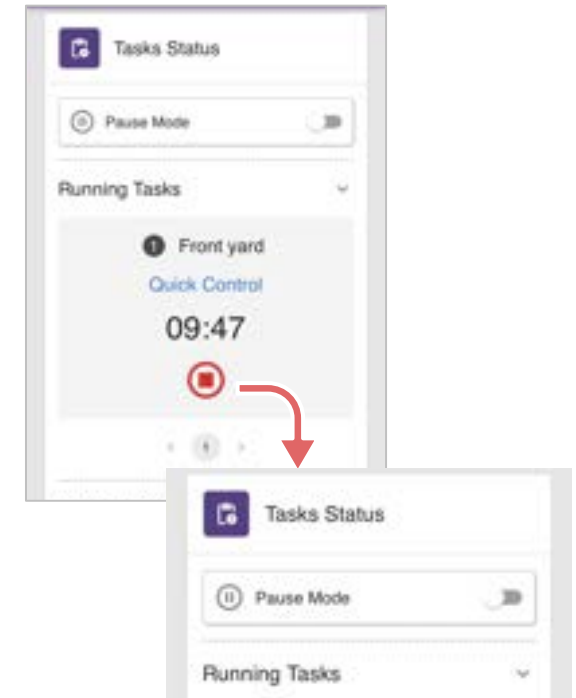 Tasks Status
Pause Mode
Running Tasks
1 Front yard
Quick Control
09:47
1
Tasks Status
Pause Mode
Running Tasks